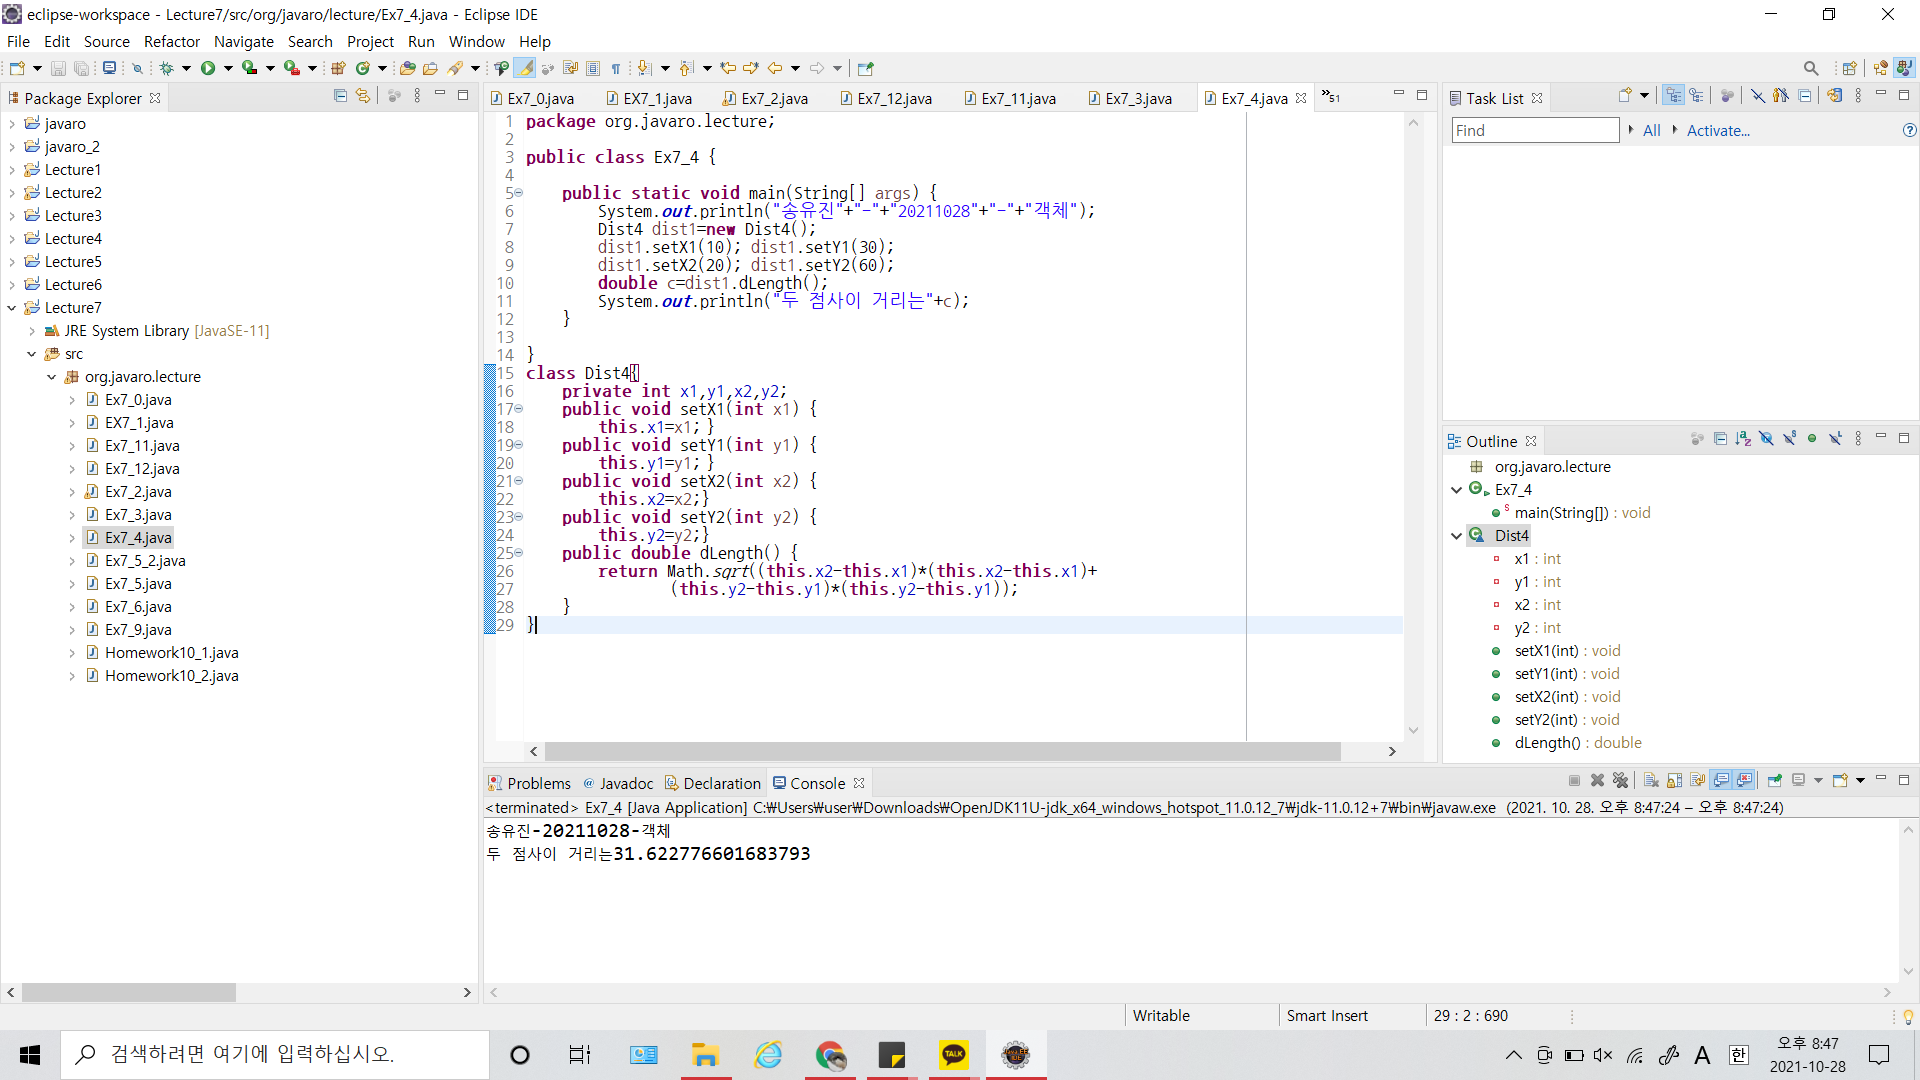 eclipse-workspace - Lecture7/src/org/javaro/lecture/Ex7_4.java - Eclipse IDE
File Edit Source Refactor Navigate Search Project Run Window Help
Package Explorer
javaro
javaro_2
Lecture1
Lecture2
Lecture3
Lecture4
Lecture5
Lecture6
Lecture7
JRE System Library [JavaSE-11]
src
org.javaro.lecture
Ex7_0.java
EX7_1.java
Ex7_11.java
Ex7_12.java
Ex7_2.java
Ex7_3.java
Ex7_4.java
Ex7_5_2.java
Ex7_5.java
Ex7_6.java
Ex7_9.java
Homework10_1.java
Homework10_2.java
Ex7_0.java EX7_1.java Ex7_2.java Ex7_12.java Ex7_11.java Ex7_3.java Ex7_4.java »51
1 package org.javaro.lecture;
2
3 public class Ex7_4 {
4
5 public static void main(String[] args) {
6 System.out.println("송유진"+"-"+"20211028"+"-"+"객체");
7 Dist4 dist1=new Dist4();
8 dist1.setX1(10); dist1.setY1(30);
9 dist1.setX2(20); dist1.setY2(60);
10 double c=dist1.dLength();
11 System.out.println("두 점사이 거리는"+c);
12 }
13
14 }
15 class Dist4{
16 private int x1,y1,x2,y2;
17 public void setX1(int x1) {
18 this.x1=x1; }
19 public void setY1(int y1) {
20 this.y1=y1; }
21 public void setX2(int x2) {
22 this.x2=x2;}
23 public void setY2(int y2) {
24 this.y2=y2;}
25 public double dLength() {
26 return Math.sqrt((this.x2-this.x1)*(this.x2-this.x1)+
27 (this.y2-this.y1)*(this.y2-this.y1));
28 }
29 }
Task List
Find All Activate...
Outline
org.javaro.lecture
Ex7_4
main(String[]) : void
Dist4
x1 : int
y1 : int
x2 : int
y2 : int
setX1(int) : void
setY1(int) : void
setX2(int) : void
setY2(int) : void
dLength() : double
Problems Javadoc Declaration Console
<terminated> Ex7_4 [Java Application] C:₩Users₩user₩Downloads₩OpenJDK11U-jdk_x64_windows_hotspot_11.0.12_7₩jdk-11.0.12+7₩bin₩javaw.exe (2021. 10. 28. 오후 8:47:24 – 오후 8:47:24)
송유진-20211028-객체
두 점사이 거리는31.622776601683793
Writable Smart Insert 29 : 2 : 690
검색하려면 여기에 입력하십시오.
TALK
A 한
오후 8:47
2021-10-28